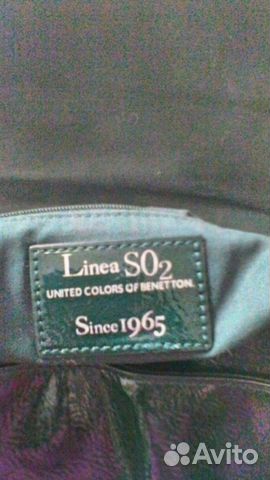 Linea SO₂
UNITED COLORS OF BENETTON.
Since 1965
Avito